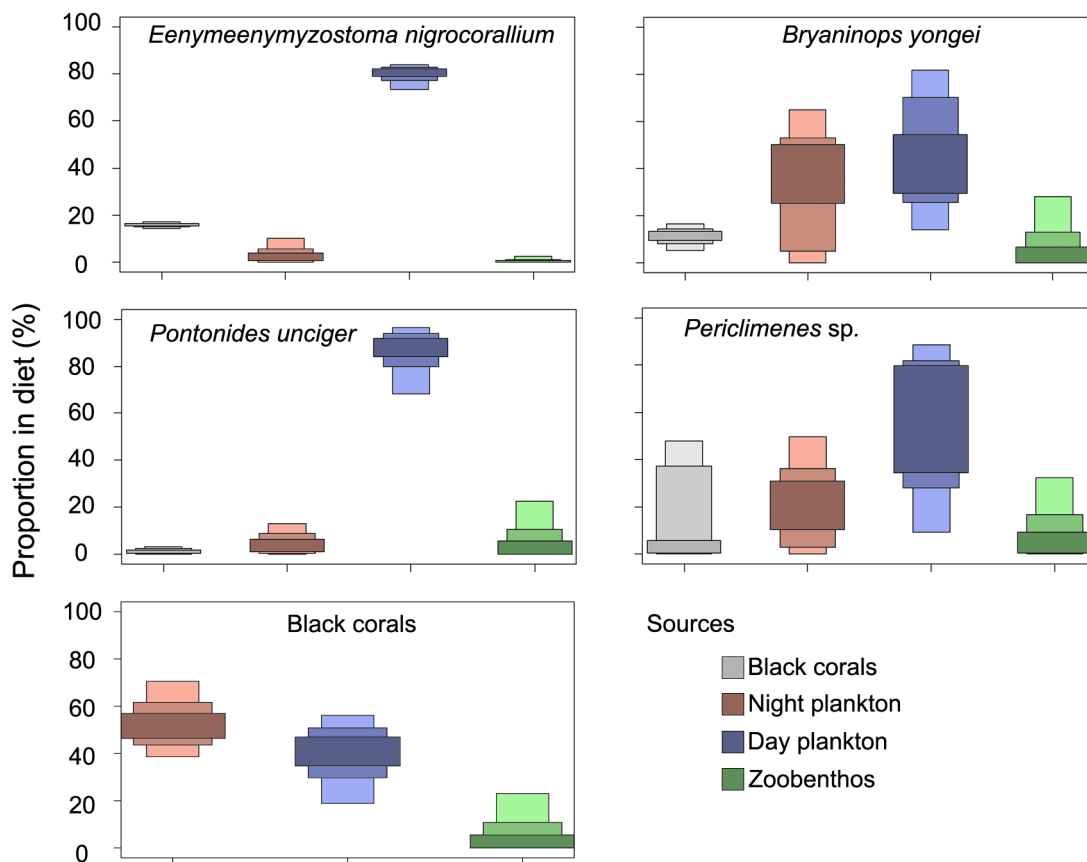 Proportion in diet (%)
Eenymeenymyzostoma nigrocorallium
100
80
60
40
20
0
Bryaninops yongei
Pontonides unciger
100
80
60
40
20
0
Periclimenes sp.
Black corals
100
80
60
40
20
0
Sources
Black corals
Night plankton
Day plankton
Zoobenthos